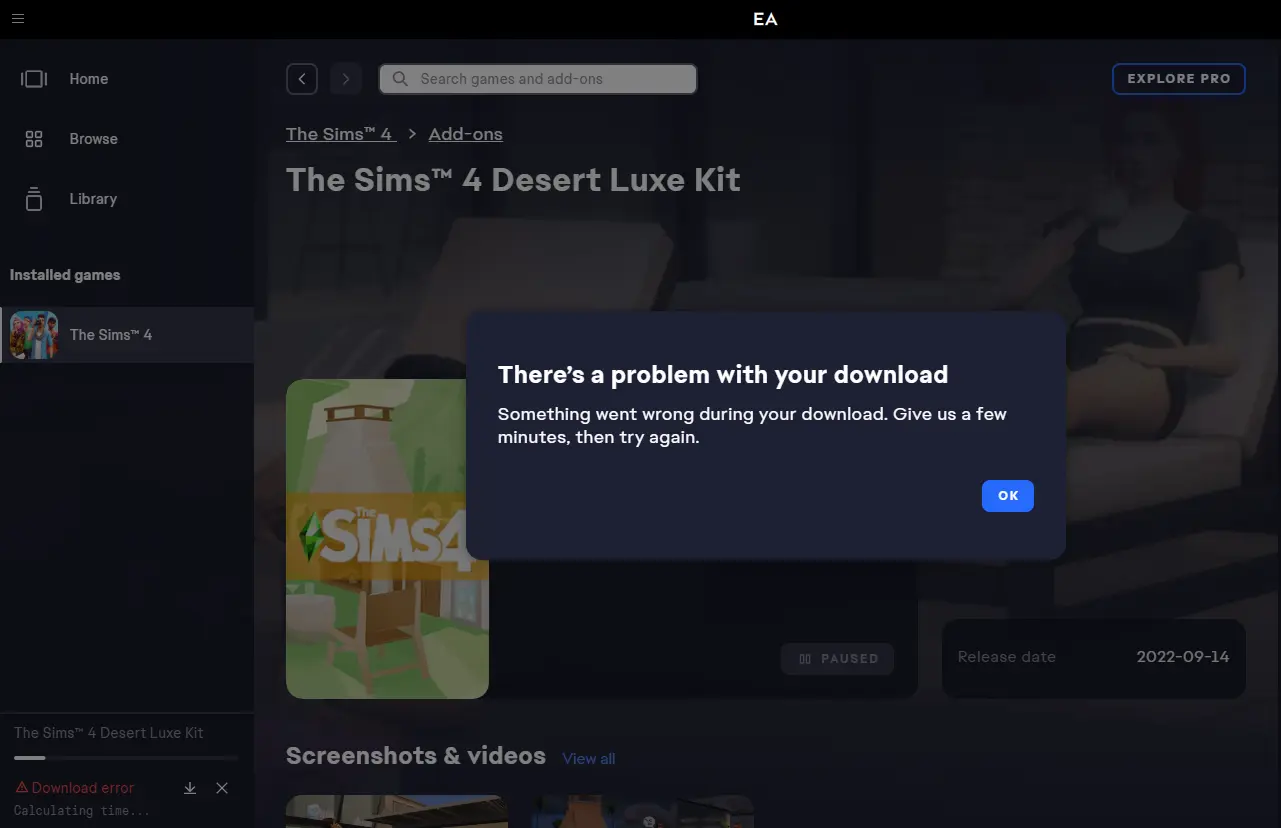 EA
Home
Browse
Library
Installed games
The Sims™ 4
Search games and add-ons
EXPLORE PRO
The Sims™ 4 > Add-ons
The Sims™ 4 Desert Luxe Kit
There's a problem with your download
Something went wrong during your download. Give us a few
minutes, then try again.
OK
The
SIMS4
PAUSED
Release date 2022-09-14
Screenshots & videos View all
The Sims™ 4 Desert Luxe Kit
Download error
Calculating time...